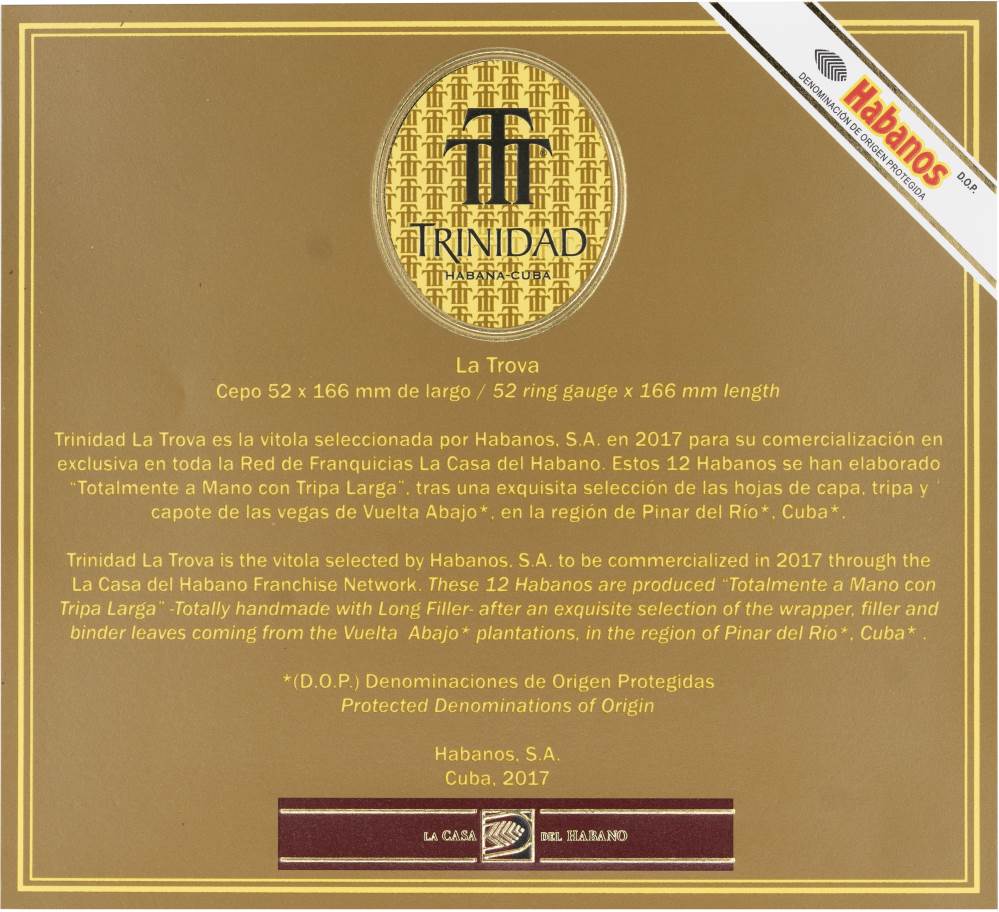 Habanos
DENOMINACIÓN DE ORIGEN PROTEGIDA
D.O.P.
TRINIDAD
HABANA-CUBA
La Trova
Cepo 52 x 166 mm de largo / 52 ring gauge x 166 mm length
Trinidad La Trova es la vitola seleccionada por Habanos, S.A. en 2017 para su comercialización en
exclusiva en toda la Red de Franquicias La Casa del Habano. Estos 12 Habanos se han elaborado
"Totalmente a Mano con Tripa Larga", tras una exquisita selección de las hojas de capa, tripa y
capote de las vegas de Vuelta Abajo*, en la región de Pinar del Río*, Cuba*.
Trinidad La Trova is the vitola selected by Habanos, S.A. to be commercialized in 2017 through the
La Casa del Habano Franchise Network. These 12 Habanos are produced "Totalmente a Mano con
Tripa Larga" -Totally handmade with Long Filler- after an exquisite selection of the wrapper, filler and
binder leaves coming from the Vuelta Abajo* plantations, in the region of Pinar del Río*, Cuba* .
*(D.O.P.) Denominaciones de Origen Protegidas
Protected Denominations of Origin
Habanos, S.A.
Cuba, 2017
LA CASA DEL HABANO